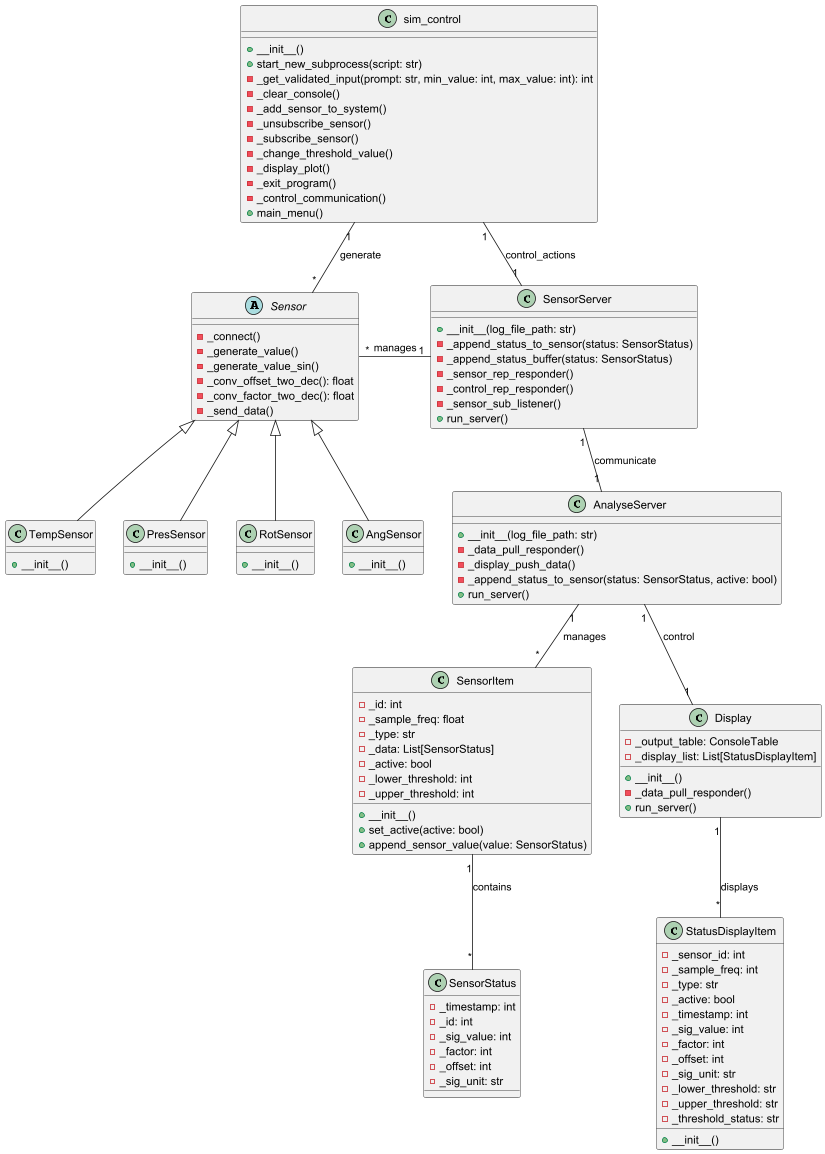 C sim_control
__init__()
start_new_subprocess(script: str)
_get_validated_input(prompt: str, min_value: int, max_value: int): int
_clear_console()
_add_sensor_to_system()
_unsubscribe_sensor()
_subscribe_sensor()
_change_threshold_value()
_display_plot()
_exit_program()
_control_communication()
main_menu()
1
generate
*
1
control_actions
1
A Sensor
_connect()
_generate_value()
_generate_value_sin()
_conv_offset_two_dec(): float
_conv_factor_two_dec(): float
_send_data()
* manages 1
C SensorServer
__init__(log_file_path: str)
_append_status_to_sensor(status: SensorStatus)
_append_status_buffer(status: SensorStatus)
_sensor_rep_responder()
_control_rep_responder()
_sensor_sub_listener()
run_server()
1
communicate
1
C TempSensor
__init__()
C PresSensor
__init__()
C RotSensor
__init__()
C AngSensor
__init__()
C AnalyseServer
__init__(log_file_path: str)
_data_pull_responder()
_display_push_data()
_append_status_to_sensor(status: SensorStatus, active: bool)
run_server()
1
manages
*
1
control
1
C SensorItem
_id: int
_sample_freq: float
_type: str
_data: List[SensorStatus]
_active: bool
_lower_threshold: int
_upper_threshold: int
__init__()
set_active(active: bool)
append_sensor_value(value: SensorStatus)
C Display
_output_table: ConsoleTable
_display_list: List[StatusDisplayItem]
__init__()
_data_pull_responder()
run_server()
1
contains
*
1
displays
*
C SensorStatus
_timestamp: int
_id: int
_sig_value: int
_factor: int
_offset: int
_sig_unit: str
C StatusDisplayItem
_sensor_id: int
_sample_freq: int
_type: str
_active: bool
_timestamp: int
_sig_value: int
_factor: int
_offset: int
_sig_unit: str
_lower_threshold: str
_upper_threshold: str
_threshold_status: str
__init__()